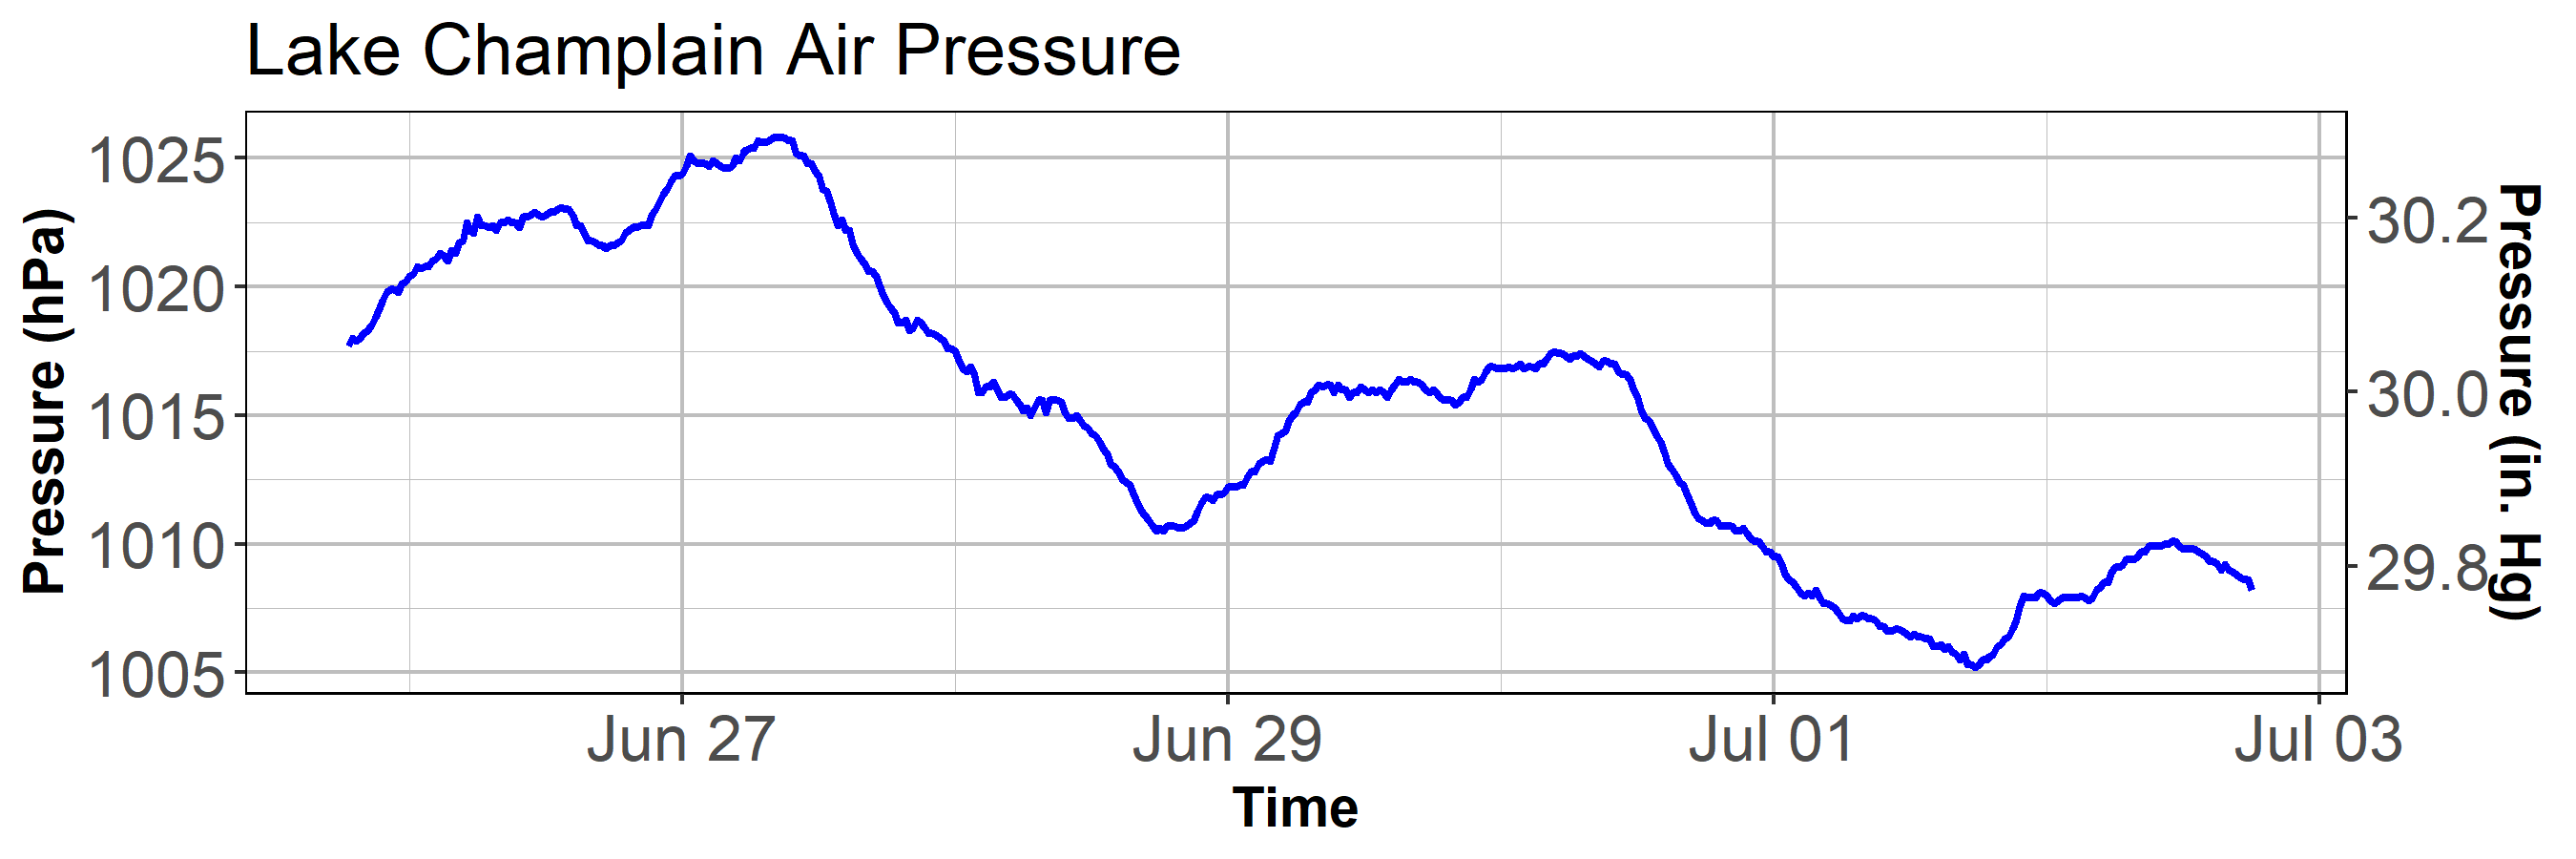 Lake Champlain Air Pressure
1025
1020
1015
1010
1005
Pressure (hPa)
30.2
30.0
29.8
Pressure (in. Hg)
Jun 27
Jun 29
Jul 01
Jul 03
Time